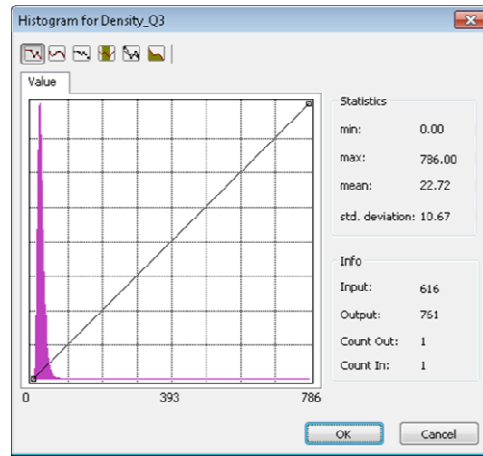 Histogram for Density_Q3
Value
Statistics
min: 0.00
max: 786.00
mean: 22.72
std. deviation: 10.67
Info
Input: 616
Output: 761
Count Out: 1
Count In: 1
0 393 786
OK Cancel